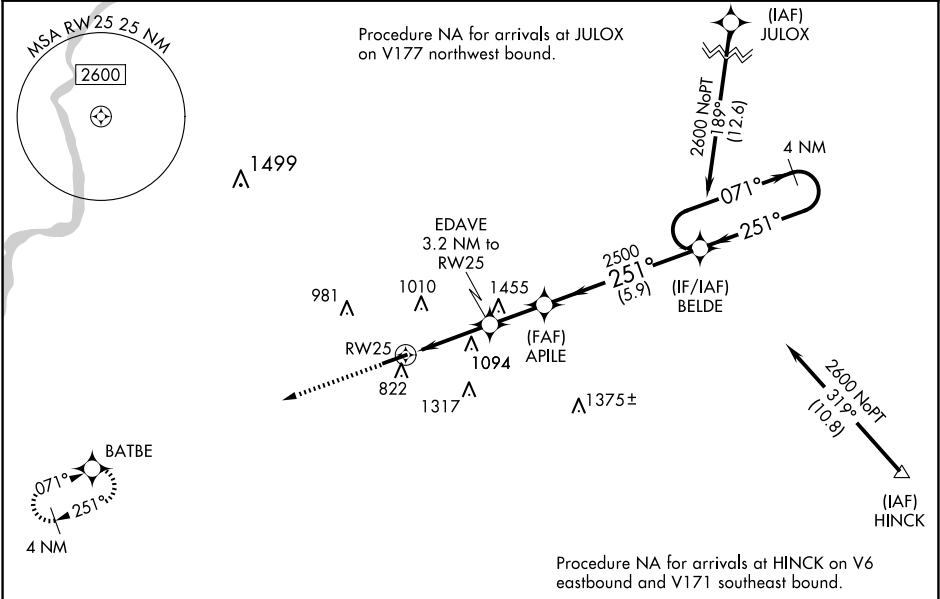 MSA RW25 25 NM
2600
Procedure NA for arrivals at JULOX
on V177 northwest bound.
(IAF)
JULOX
2600 NoPT
189°
(12.6)
4 NM
071°
251°
1499
EDAVE
3.2 NM to
RW25
2500
251°
(5.9)
(IF/IAF)
BELDE
981
1010
1455
(FAF)
APILE
RW25
1094
822
1317
1375±
2600 NoPT
319°
(10.8)
BATBE
071°
251°
4 NM
(IAF)
HINCK
Procedure NA for arrivals at HINCK on V6
eastbound and V171 southeast bound.